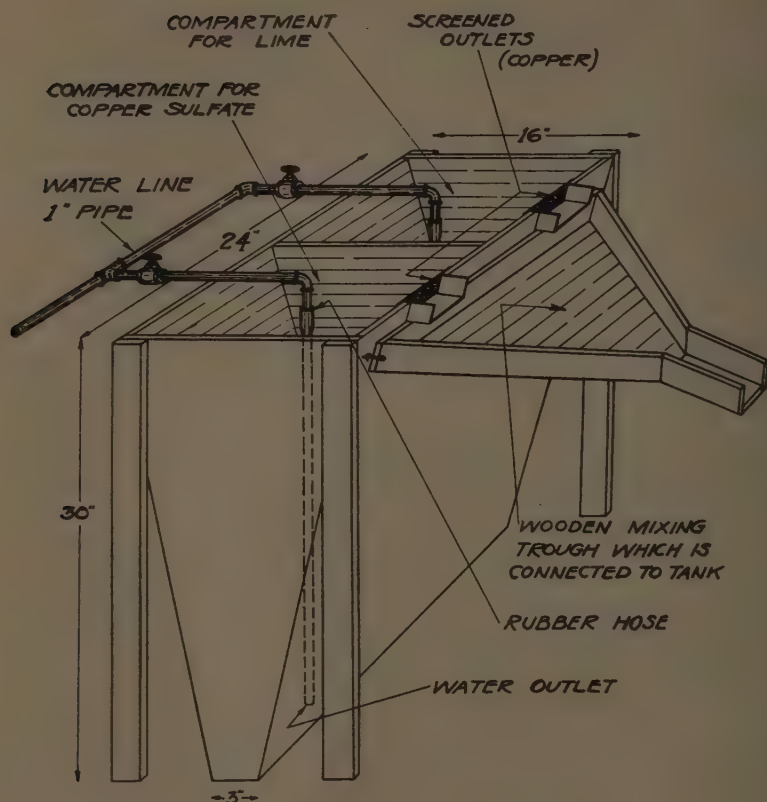 COMPARTMENT
FOR LIME
SCREENED
OUTLETS
(COPPER)
COMPARTMENT FOR
COPPER SULFATE
16"
WATER LINE
1" PIPE
24"
30"
WOODEN MIXING
TROUGH WHICH IS
CONNECTED TO TANK
RUBBER HOSE
WATER OUTLET
3"